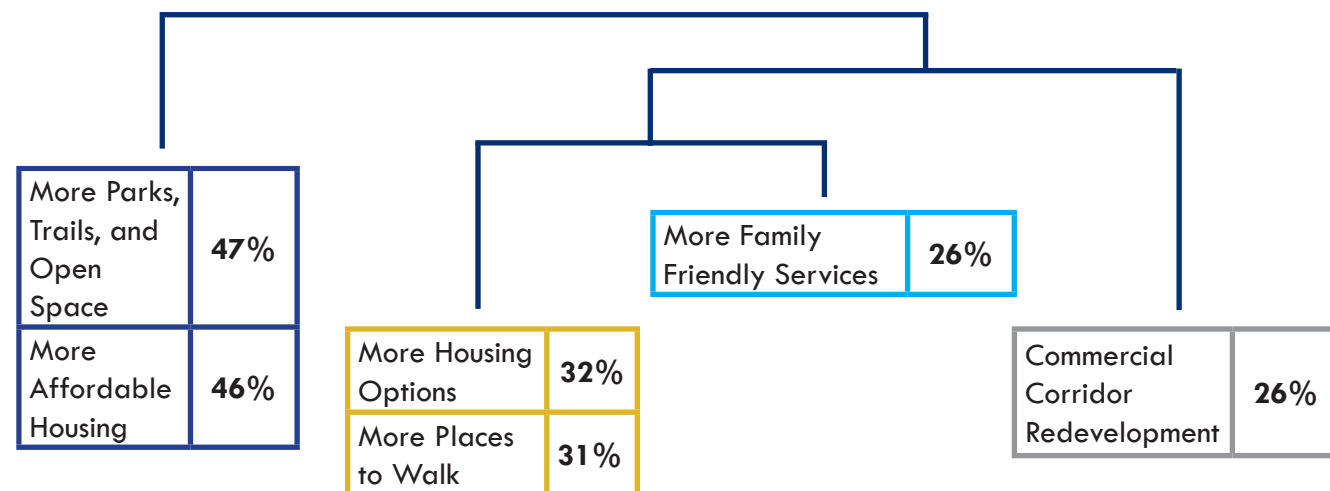 More Parks,
Trails, and
Open
Space
47%
More
Affordable
Housing
46%
More Housing
Options
32%
More Places
to Walk
31%
More Family
Friendly Services
26%
Commercial
Corridor
Redevelopment
26%